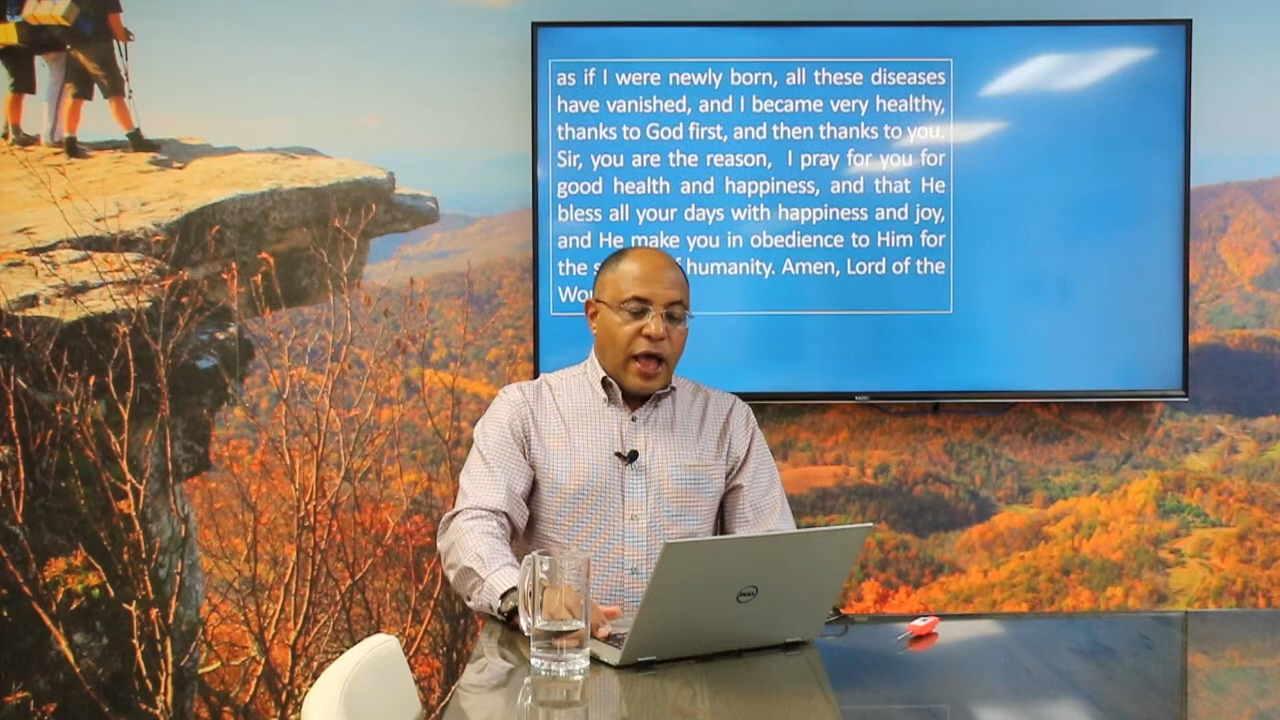 as if I were newly born, all these diseases
have vanished, and I became very healthy,
thanks to God first, and then thanks to you.
Sir, you are the reason, I pray for you for
good health and happiness, and that He
bless all your days with happiness and joy,
and He make you in obedience to Him for
the humanity. Amen, Lord of the
DELL